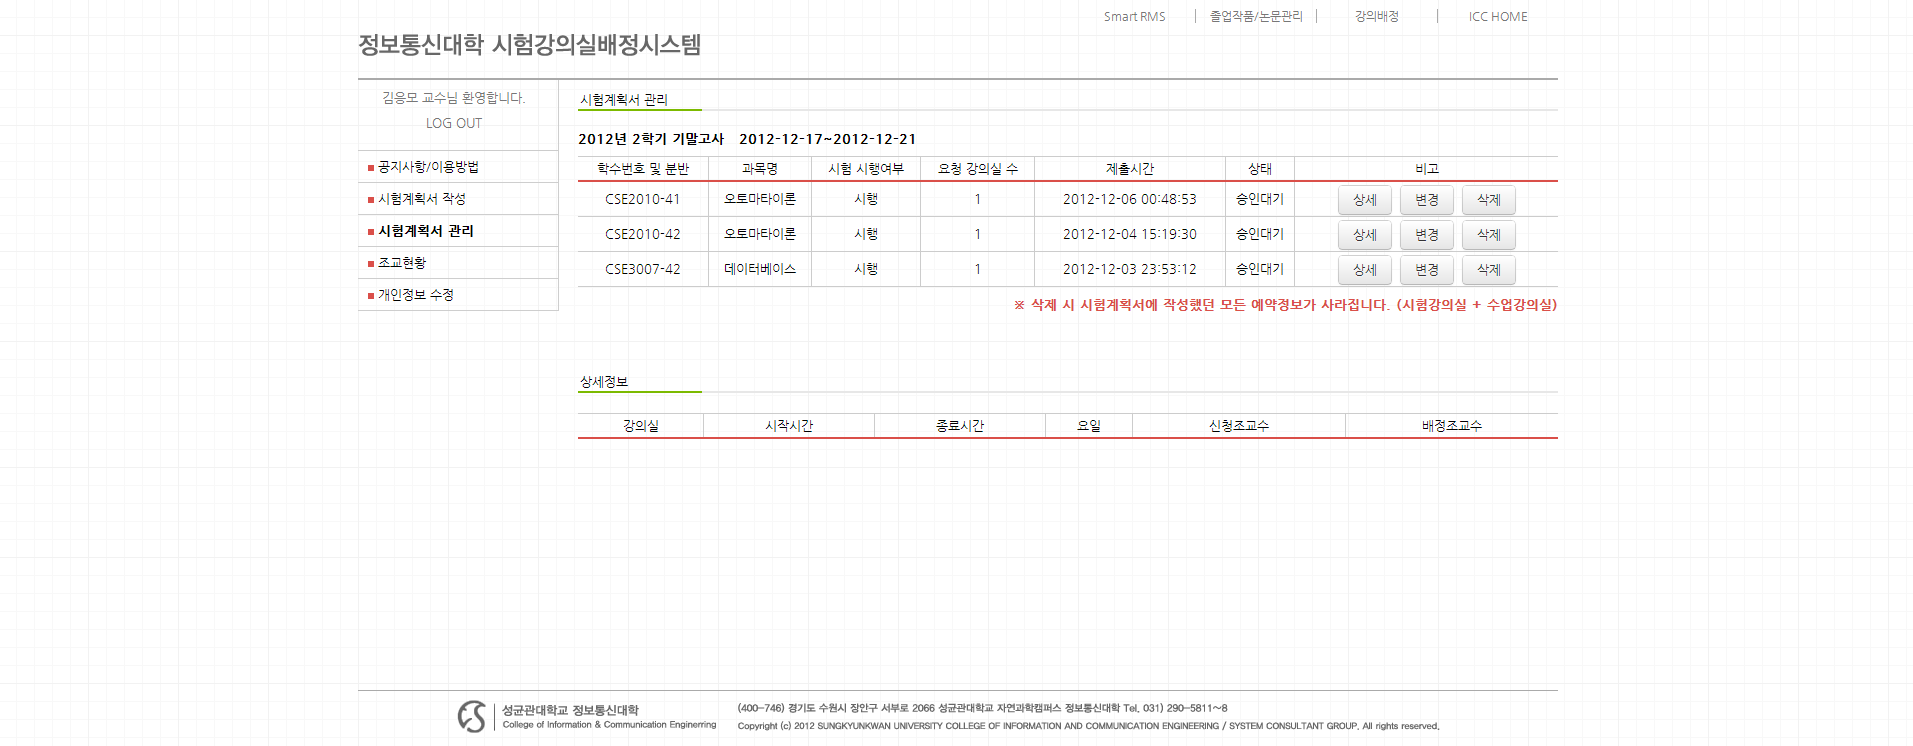 Smart RMS 졸업작품/논문관리 강의배정 ICC HOME
정보통신대학 시험강의실배정시스템
김응모 교수님 환영합니다.
LOG OUT
공지사항/이용방법
시험계획서 작성
시험계획서 관리
조교현황
개인정보 수정
시험계획서 관리
2012년 2학기 기말고사 2012-12-17~2012-12-21
학수번호 및 분반 과목명 시험 시행여부 요청 강의실 수 제출시간 상태 비고
CSE2010-41 오토마타이론 시행 1 2012-12-06 00:48:53 승인대기 상세 변경 삭제
CSE2010-42 오토마타이론 시행 1 2012-12-04 15:19:30 승인대기 상세 변경 삭제
CSE3007-42 데이터베이스 시행 1 2012-12-03 23:53:12 승인대기 상세 변경 삭제
※ 삭제 시 시험계획서에 작성했던 모든 예약정보가 사라집니다. (시험강의실 + 수업강의실)
상세정보
강의실 시작시간 종료시간 요일 신청조교수 배정조교수
성균관대학교 정보통신대학
College of Information & Communication Enginerring
(400-746) 경기도 수원시 장안구 서부로 2066 성균관대학교 자연과학캠퍼스 정보통신대학 Tel. 031) 290-5811~8
Copyright (c) 2012 SUNGKYUNKWAN UNIVERSITY COLLEGE OF INFORMATION AND COMMUNICATION ENGINEERING / SYSTEM CONSULTANT GROUP. All rights reserved.